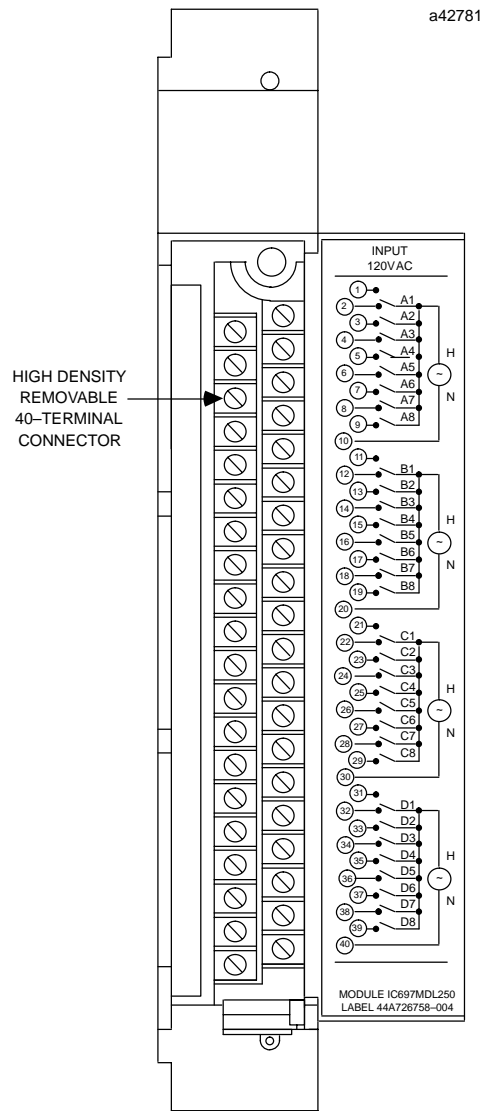 a42781
INPUT
120VAC
HIGH DENSITY
REMOVABLE
40–TERMINAL
CONNECTOR
1
2 A1
3 A2
4 A3
5 A4
6 A5
7 A6
8 A7
9 A8
10
H
~
N
11
12 B1
13 B2
14 B3
15 B4
16 B5
17 B6
18 B7
19 B8
20
H
~
N
21
22 C1
23 C2
24 C3
25 C4
26 C5
27 C6
28 C7
29 C8
30
H
~
N
31
32 D1
33 D2
34 D3
35 D4
36 D5
37 D6
38 D7
39 D8
40
H
~
N
MODULE IC697MDL250
LABEL 44A726758–004